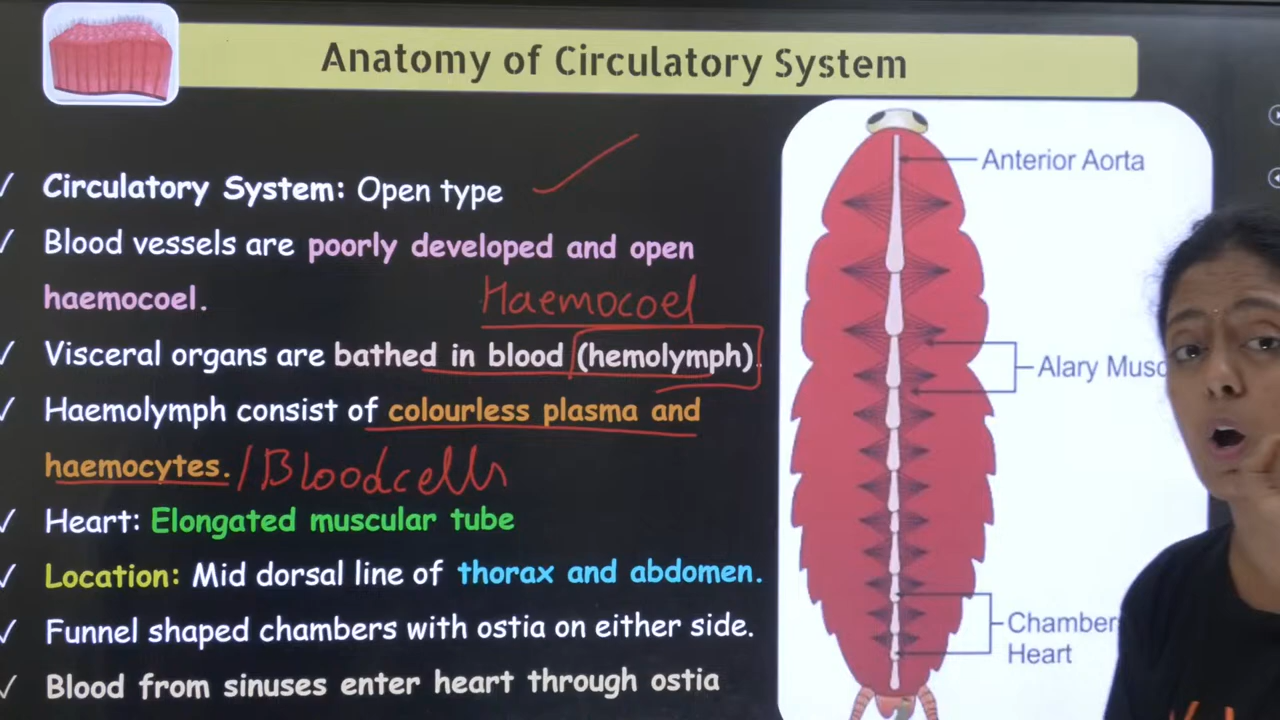 Anatomy of Circulatory System
✓ Circulatory System: Open type
✓ Blood vessels are poorly developed and open
haemocoel.
Haemocoel
✓ Visceral organs are bathed in blood (hemolymph).
✓ Haemolymph consist of colourless plasma and
haemocytes. / Bloodcells
✓ Heart: Elongated muscular tube
✓ Location: Mid dorsal line of thorax and abdomen.
✓ Funnel shaped chambers with ostia on either side.
✓ Blood from sinuses enter heart through ostia
Anterior Aorta
Alary Musc
Chamber
Heart